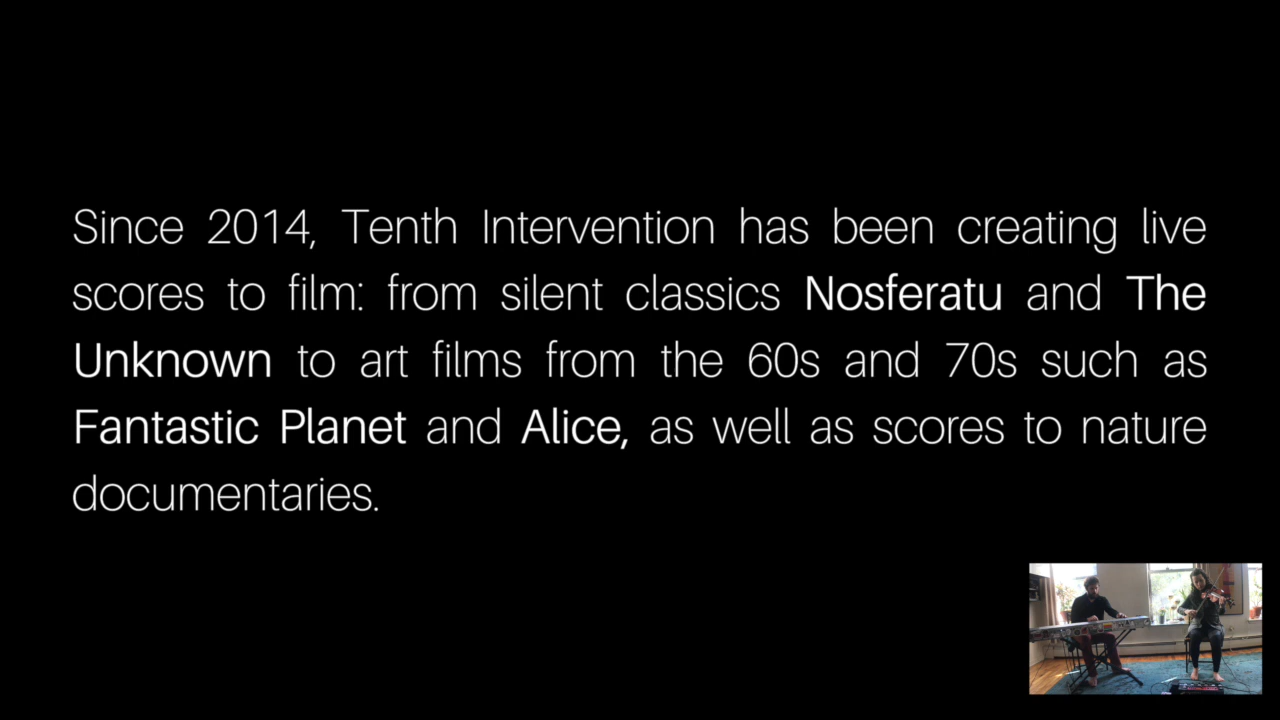 Since 2014, Tenth Intervention has been creating live
scores to film: from silent classics Nosferatu and The
Unknown to art films from the 60s and 70s such as
Fantastic Planet and Alice, as well as scores to nature
documentaries.